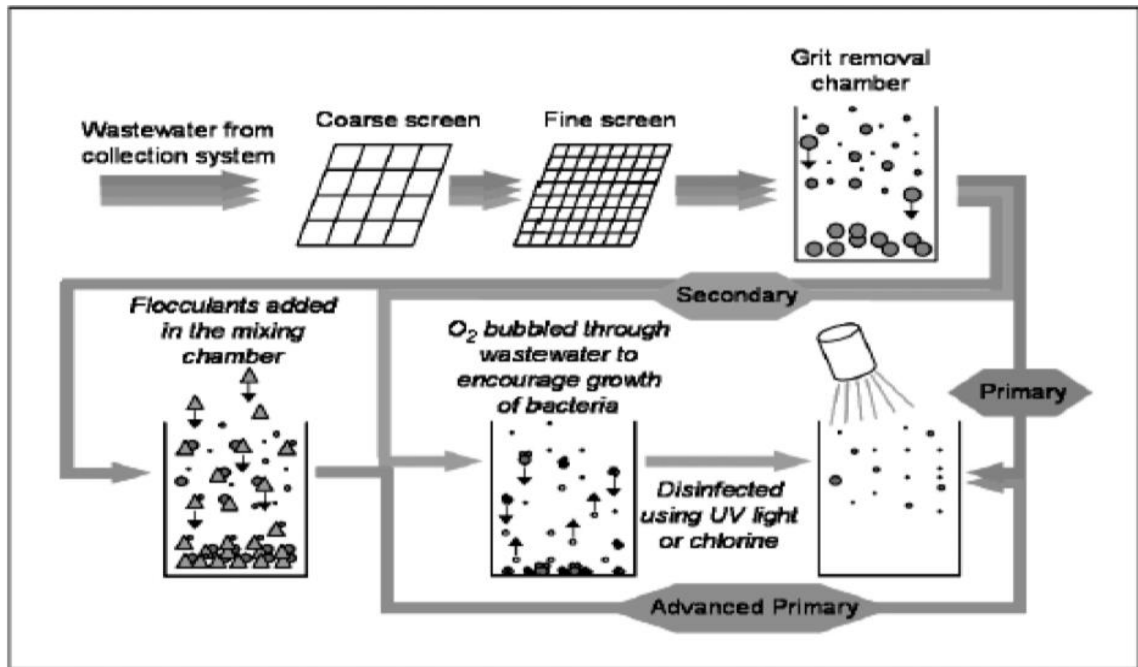 Grit removal
chamber
Wastewater from
collection system
Coarse screen
Fine screen
Secondary
Flocculants added
in the mixing
chamber
O₂ bubbled through
wastewater to
encourage growth
of bacteria
Primary
Disinfected
using UV light
or chlorine
Advanced Primary